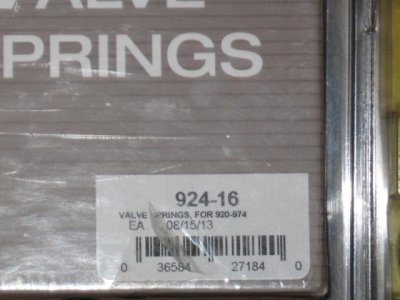 VALVE
SPRINGS
924-16
VALVE SPRINGS, FOR 920-974
EA 08/15/13
0 36584 27184 0